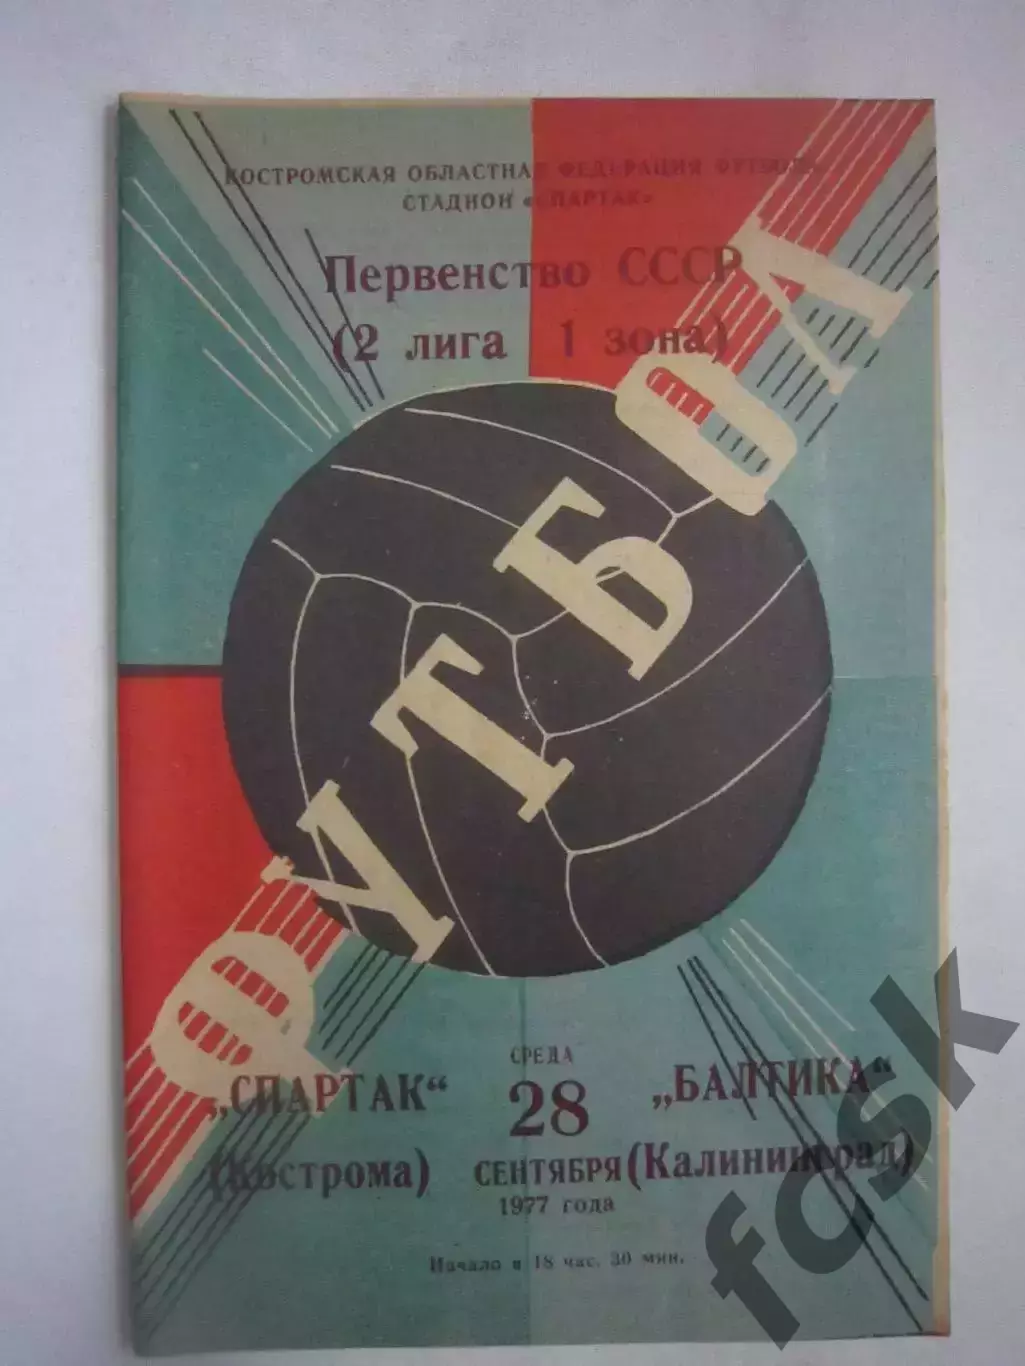 КОСТРОМСКАЯ ОБЛАСТНАЯ ФЕДЕРАЦИЯ ФУТБОЛА
СТАДИОН «СПАРТАК»
Первенство СССР
(2 лига 1 зона)
ФУТБОЛ
СРЕДА
„СПАРТАК“ 28 „БАЛТИКА“
(Кострома) СЕНТЯБРЯ (Калининград)
1977 года
Начало в 18 час. 30 мин.
fcsk